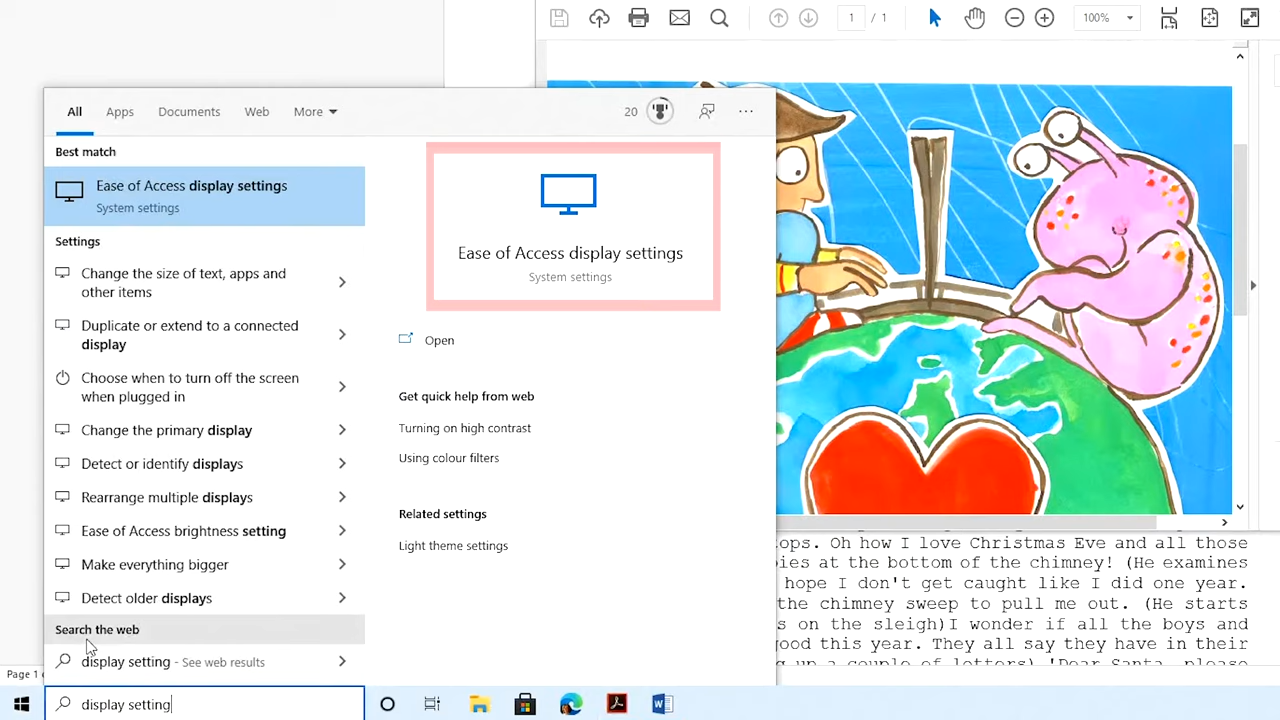 1 / 1
100%
All Apps Documents Web More
20
Best match
Ease of Access display settings
System settings
Settings
Change the size of text, apps and
other items
Duplicate or extend to a connected
display
Choose when to turn off the screen
when plugged in
Change the primary display
Detect or identify displays
Rearrange multiple displays
Ease of Access brightness setting
Make everything bigger
Detect older displays
Search the web
display setting - See web results
display setting
Ease of Access display settings
System settings
Open
Get quick help from web
Turning on high contrast
Using colour filters
Related settings
Light theme settings
Oh how I love Christmas Eve and all those
at the bottom of the chimney! (He examines
hope I don't get caught like I did one year.
the chimney sweep to pull me out. (He starts
on the sleigh)I wonder if all the boys and
good this year. They all say they have in their
up a couple of letters) 'Dear Santa, please
Page 1
W